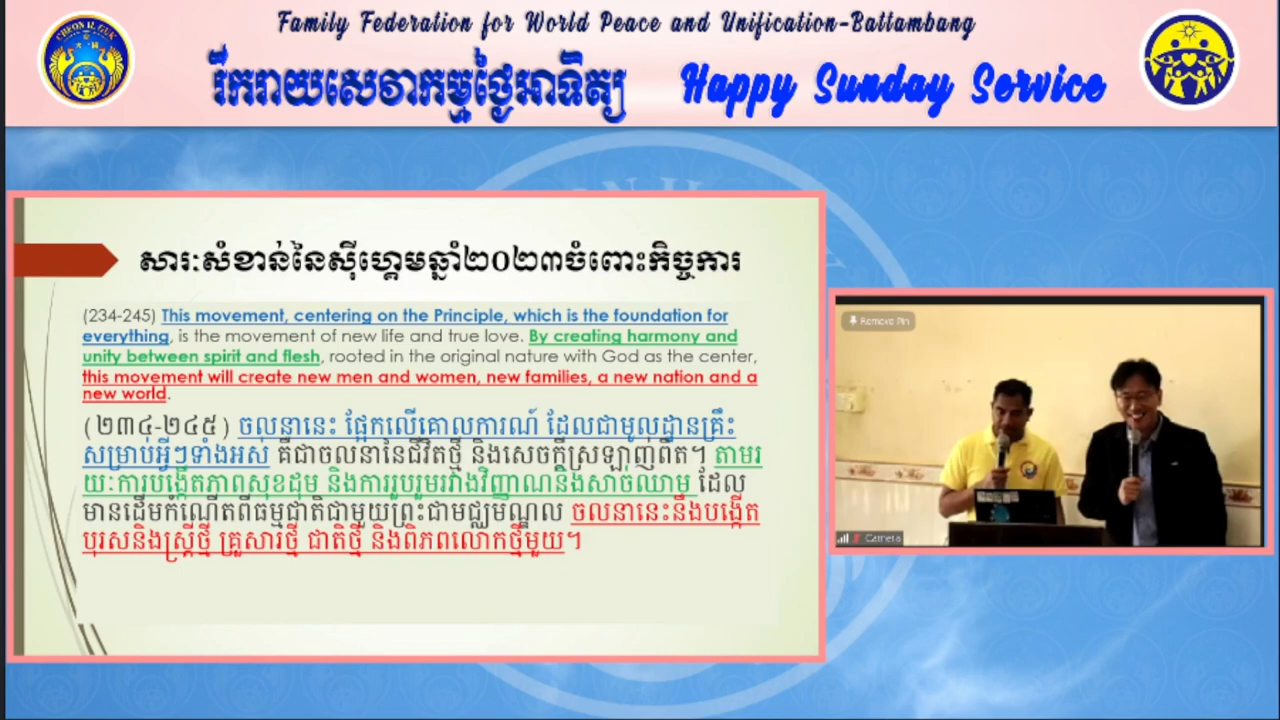 Family Federation for World Peace and Unification-Battambang
រីករាយសេវាកម្មថ្ងៃអាទិត្យ Happy Sunday Service
សារៈសំខាន់នៃស៊ីហ្គេមឆ្នាំ២០២៣ចំពោះកិច្ចការ
(234-245) This movement, centering on the Principle, which is the foundation for
everything, is the movement of new life and true love. By creating harmony and
unity between spirit and flesh, rooted in the original nature with God as the center,
this movement will create new men and women, new families, a new nation and a
new world.
(២៣៤-២៤៥) ចលនានេះ ផ្អែកលើគោលការណ៍ ដែលជាមូលដ្ឋានគ្រឹះ
សម្រាប់អ្វីៗទាំងអស់ គឺជាចលនានៃជីវិតថ្មី និងសេចក្តីស្រឡាញ់ពិត។ តាមរ
យៈការបង្កើតភាពសុខដុម និងការរួបរួមរវាងវិញ្ញាណនិងសាច់ឈាម ដែល
មានដើមកំណើតពីធម្មជាតិជាមួយព្រះជាមជ្ឈមណ្ឌល ចលនានេះនឹងបង្កើត
បុរសនិងស្ត្រីថ្មី គ្រួសារថ្មី ជាតិថ្មី និងពិភពលោកថ្មីមួយ។
Remove Pin
Camera